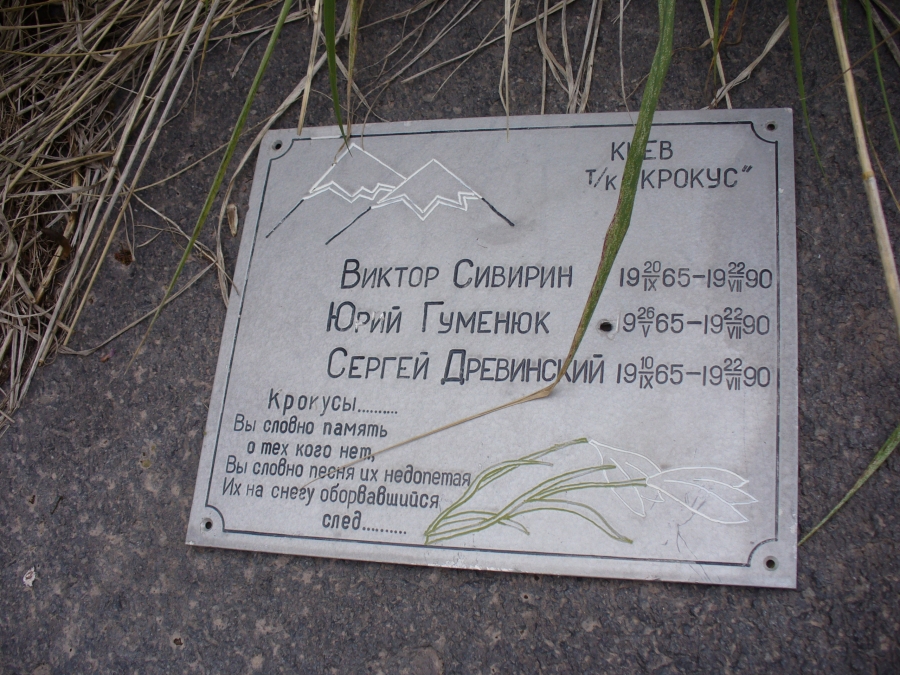 КИЕВ
Т/К "КРОКУС"
ВИКТОР СИВИРИН 19 20/IX 65-19 22/VII 90
ЮРИЙ ГУМЕНЮК 19 26/V 65-19 22/VII 90
СЕРГЕЙ ДРЕВИНСКИЙ 19 10/IX 65-19 22/VII 90
Крокусы..........
Вы словно память
о тех кого нет,
Вы словно песня их недопетая
Их на снегу оборвавшийся
след..........